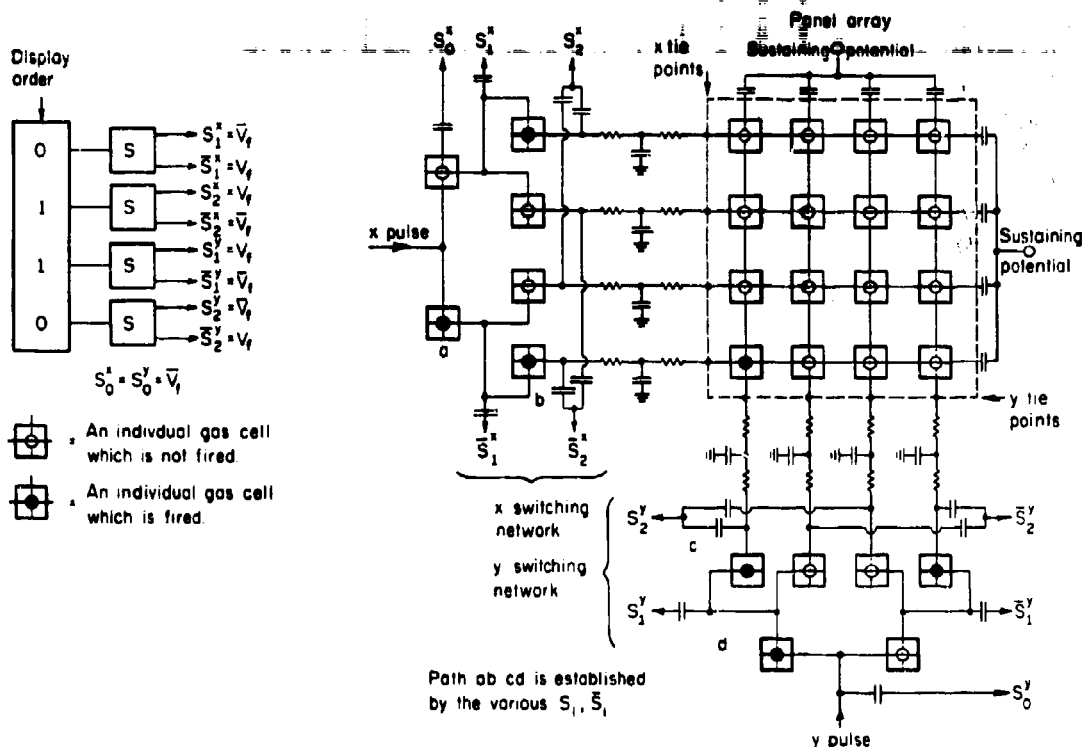 Display
order
0
1
1
0
S
S
S
S
S₁ˣ = V̄f
S̄₁ˣ = Vf
S₂ˣ = Vf
S̄₂ˣ = V̄f
S₁ʸ = Vf
S̄₁ʸ = V̄f
S₂ʸ = V̄f
S̄₂ʸ = Vf
S₀ˣ = S₀ʸ = V̄f
= An indivdual gas cell
which is not fired.
= An individual gas cell
which is fired.
S₀ˣ
S₁ˣ
S₂ˣ
x pulse
a
b
S̄₁ˣ
S̄₂ˣ
x tie
points
Panel array
Sustaining potential
Sustaining
potential
y tie
points
x switching
network
y switching
network
S₂ʸ
c
S̄₂ʸ
S₁ʸ
d
S̄₁ʸ
S₀ʸ
y pulse
Path ab cd is established
by the various Sᵢ, S̄ᵢ